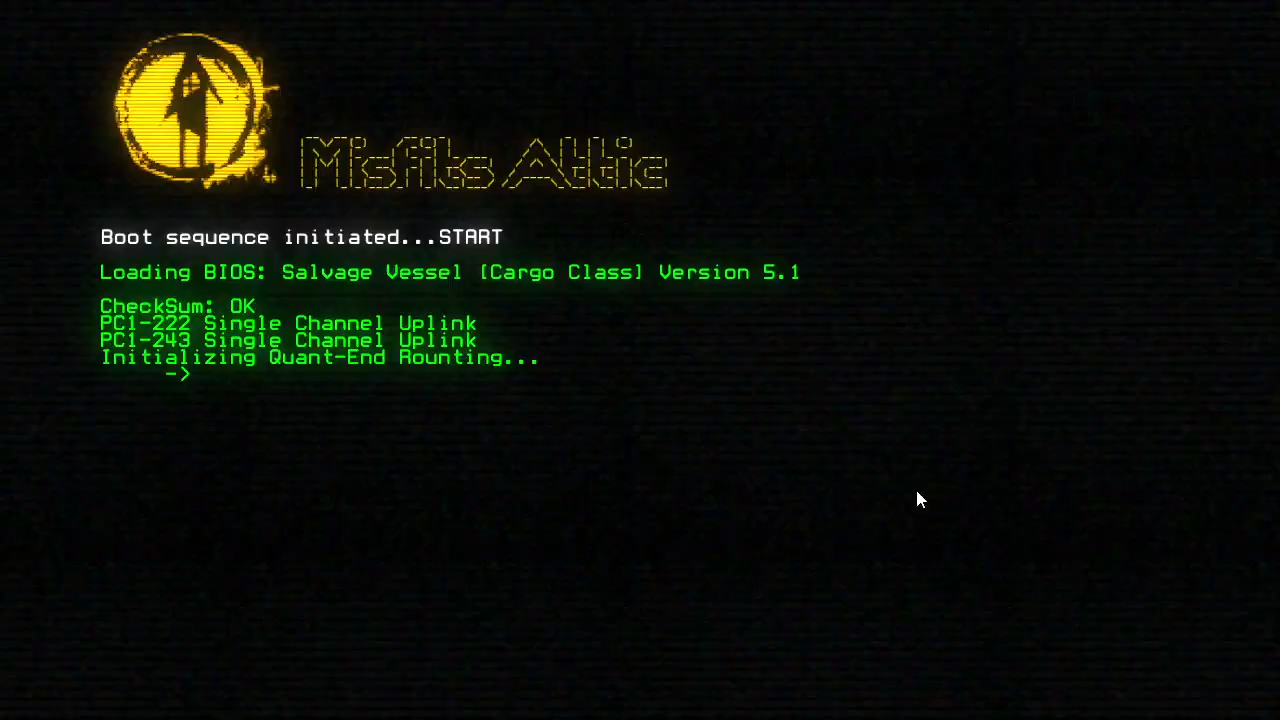 Misfits Attic
Boot sequence initiated...START
Loading BIOS: Salvage Vessel [Cargo Class] Version 5.1
CheckSum: OK
PC1-222 Single Channel Uplink
PC1-243 Single Channel Uplink
Initializing Quant-End Rounting...
->